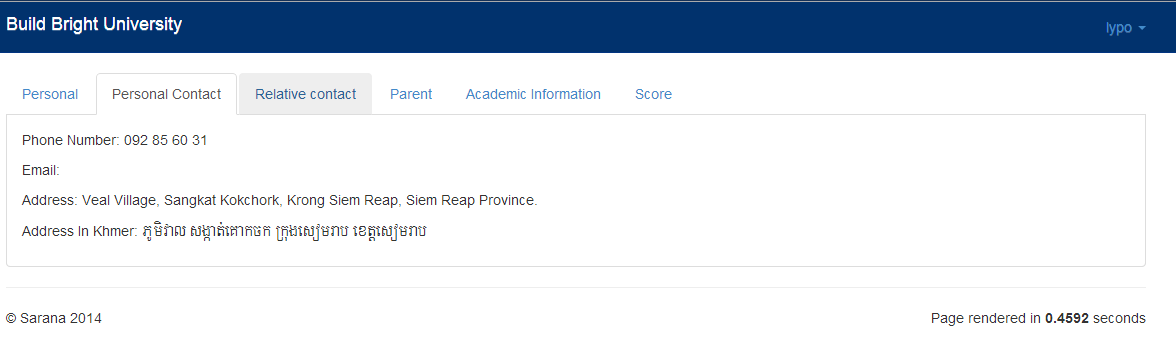 Build Bright University
lypo
Personal Personal Contact Relative contact Parent Academic Information Score
Phone Number: 092 85 60 31
Email:
Address: Veal Village, Sangkat Kokchork, Krong Siem Reap, Siem Reap Province.
Address In Khmer: ភូមិវាល សង្កាត់គោកចក ក្រុងសៀមរាប ខេត្តសៀមរាប
© Sarana 2014
Page rendered in 0.4592 seconds